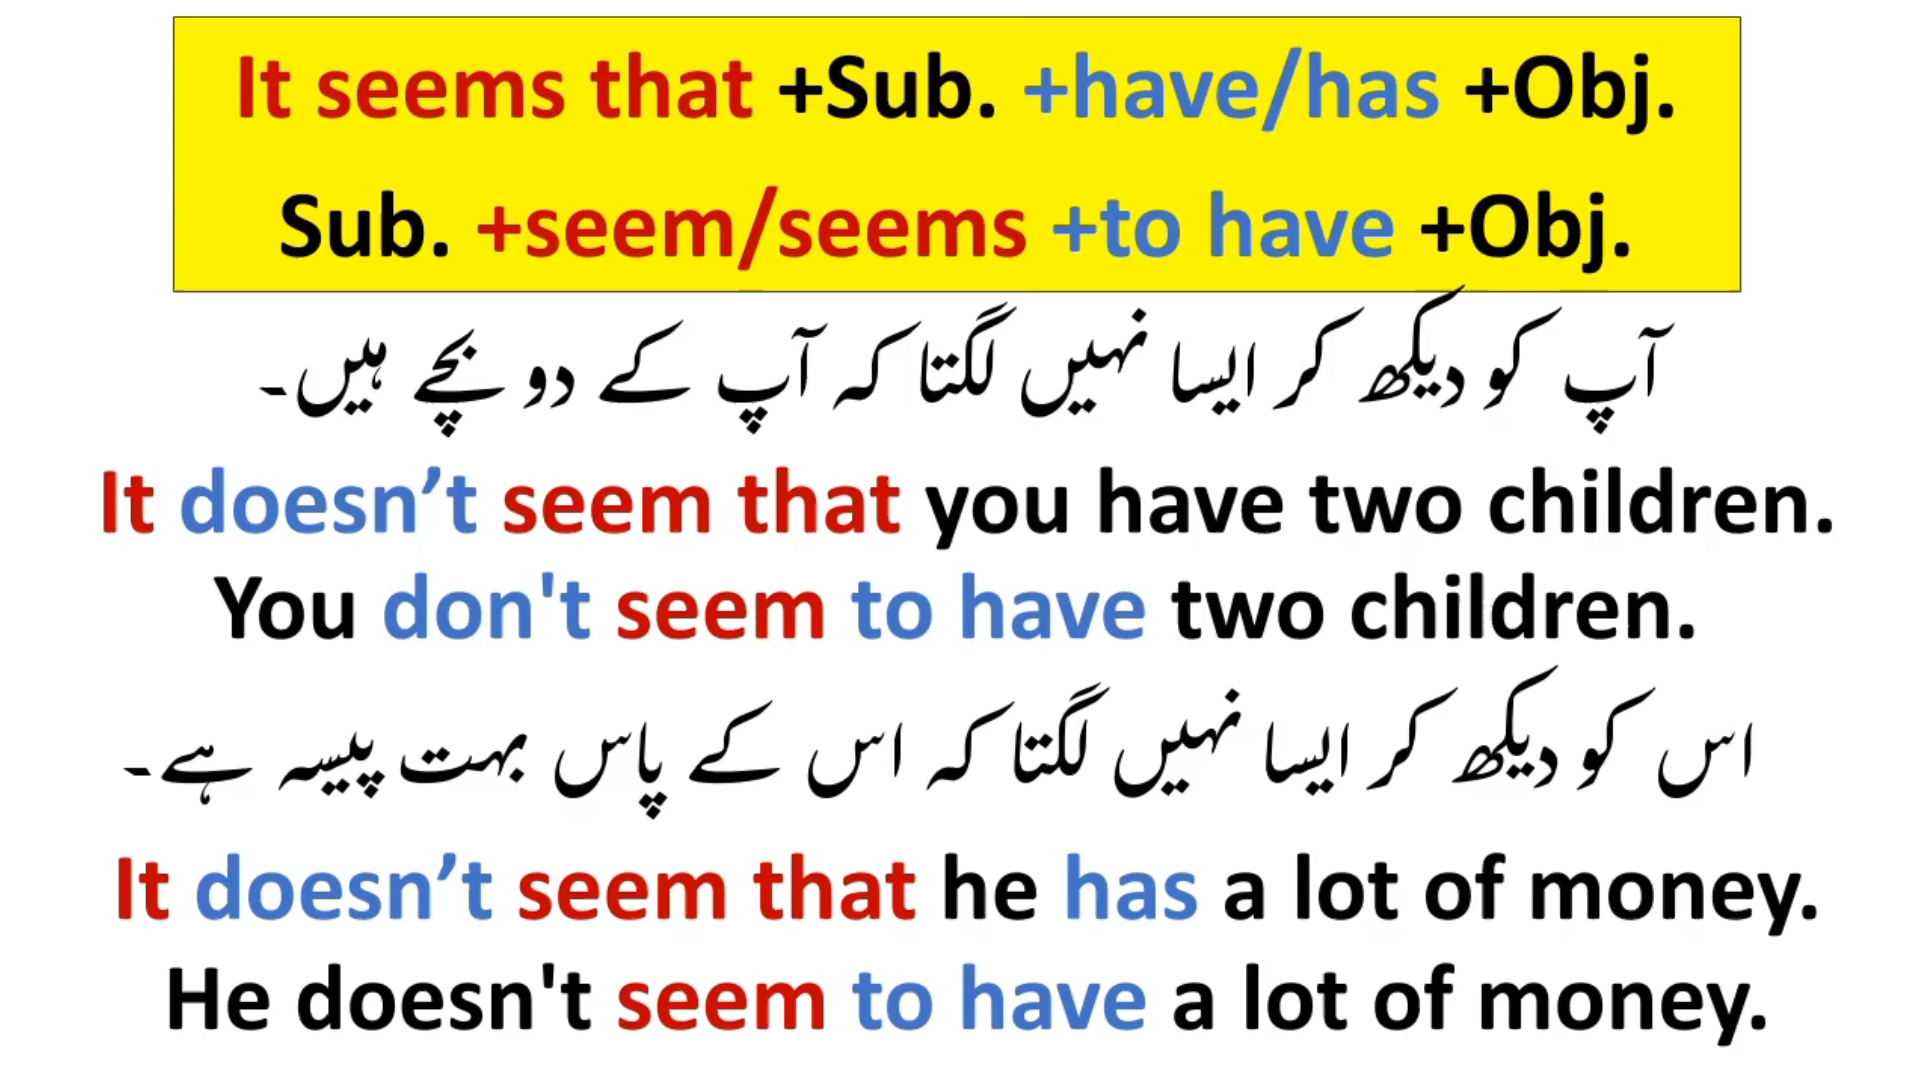 It seems that +Sub. +have/has +Obj.
Sub. +seem/seems +to have +Obj.
آپ کو دیکھ کر ایسا نہیں لگتا کہ آپ کے دو بچے ہیں۔
It doesn’t seem that you have two children.
You don't seem to have two children.
اس کو دیکھ کر ایسا نہیں لگتا کہ اس کے پاس بہت پیسہ ہے۔
It doesn’t seem that he has a lot of money.
He doesn't seem to have a lot of money.